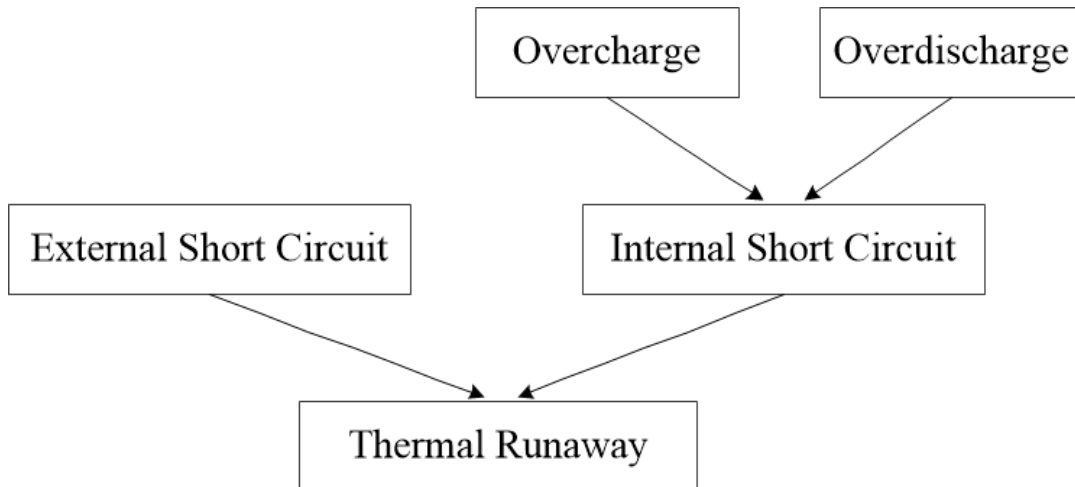 Overcharge
Overdischarge
External Short Circuit
Internal Short Circuit
Thermal Runaway